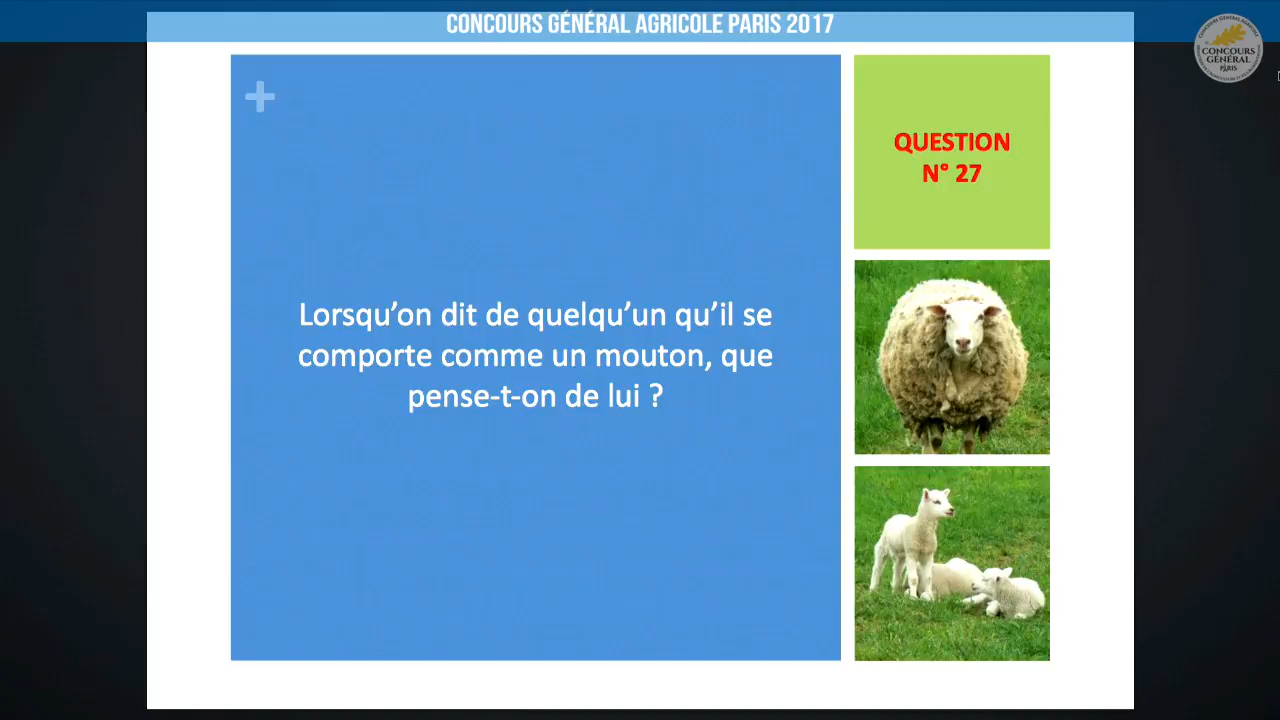 CONCOURS GÉNÉRAL AGRICOLE PARIS 2017
CONCOURS
GÉNÉRAL
PARIS
+
QUESTION
N° 27
Lorsqu’on dit de quelqu’un qu’il se
comporte comme un mouton, que
pense-t-on de lui ?